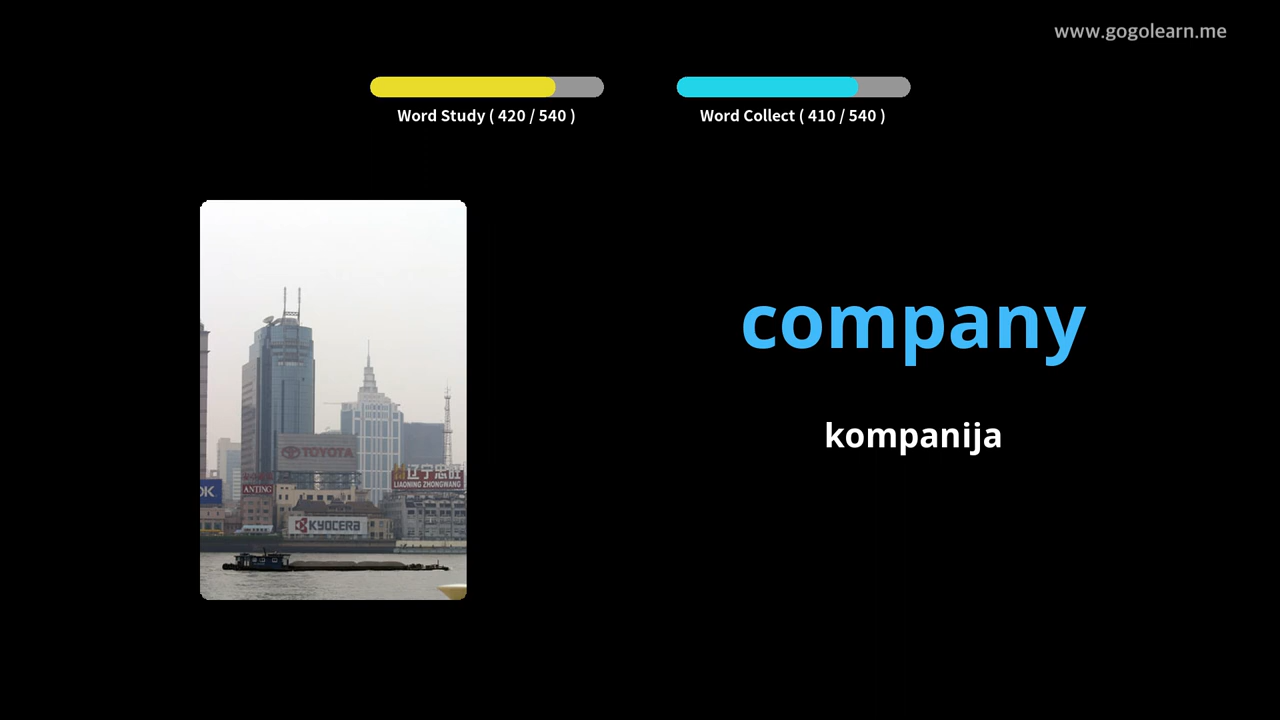 www.gogolearn.me
Word Study ( 420 / 540 )
Word Collect ( 410 / 540 )
company
kompanija
TOYOTA
辽宁忠旺
LIAONING ZHONGWANG
OK
ANTING
KYOCERA